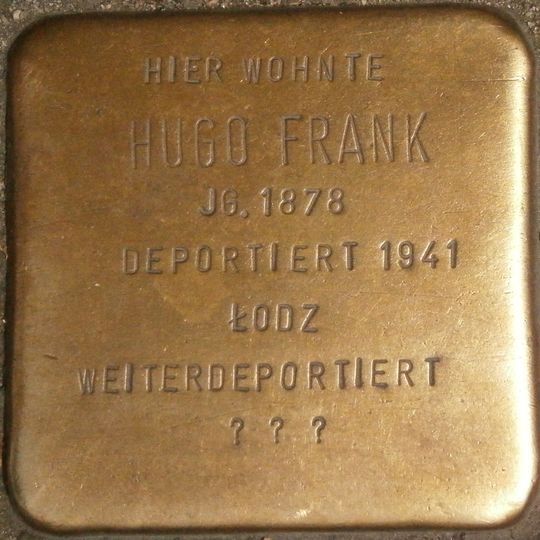 HIER WOHNTE
HUGO FRANK
JG. 1878
DEPORTIERT 1941
ŁODZ
WEITERDEPORTIERT
? ? ?